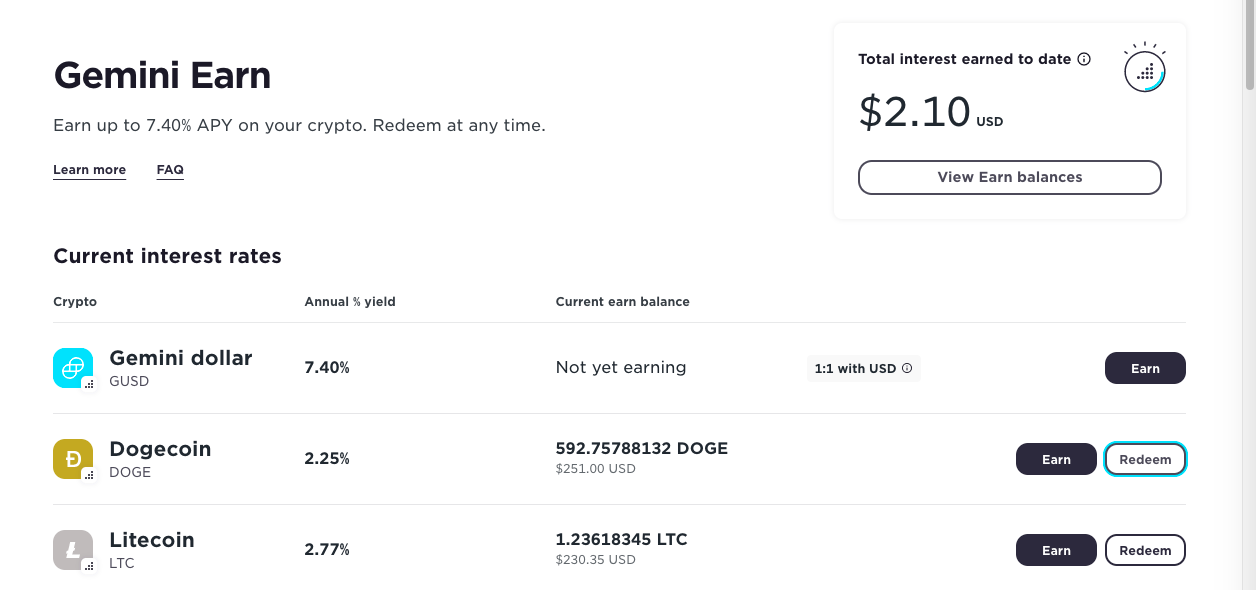 Gemini Earn
Earn up to 7.40% APY on your crypto. Redeem at any time.
Learn more FAQ
Total interest earned to date
$2.10 USD
View Earn balances
Current interest rates
Crypto Annual % yield Current earn balance
Gemini dollar
GUSD
7.40%
Not yet earning
1:1 with USD
Earn
Dogecoin
DOGE
2.25%
592.75788132 DOGE
$251.00 USD
Earn Redeem
Litecoin
LTC
2.77%
1.23618345 LTC
$230.35 USD
Earn Redeem